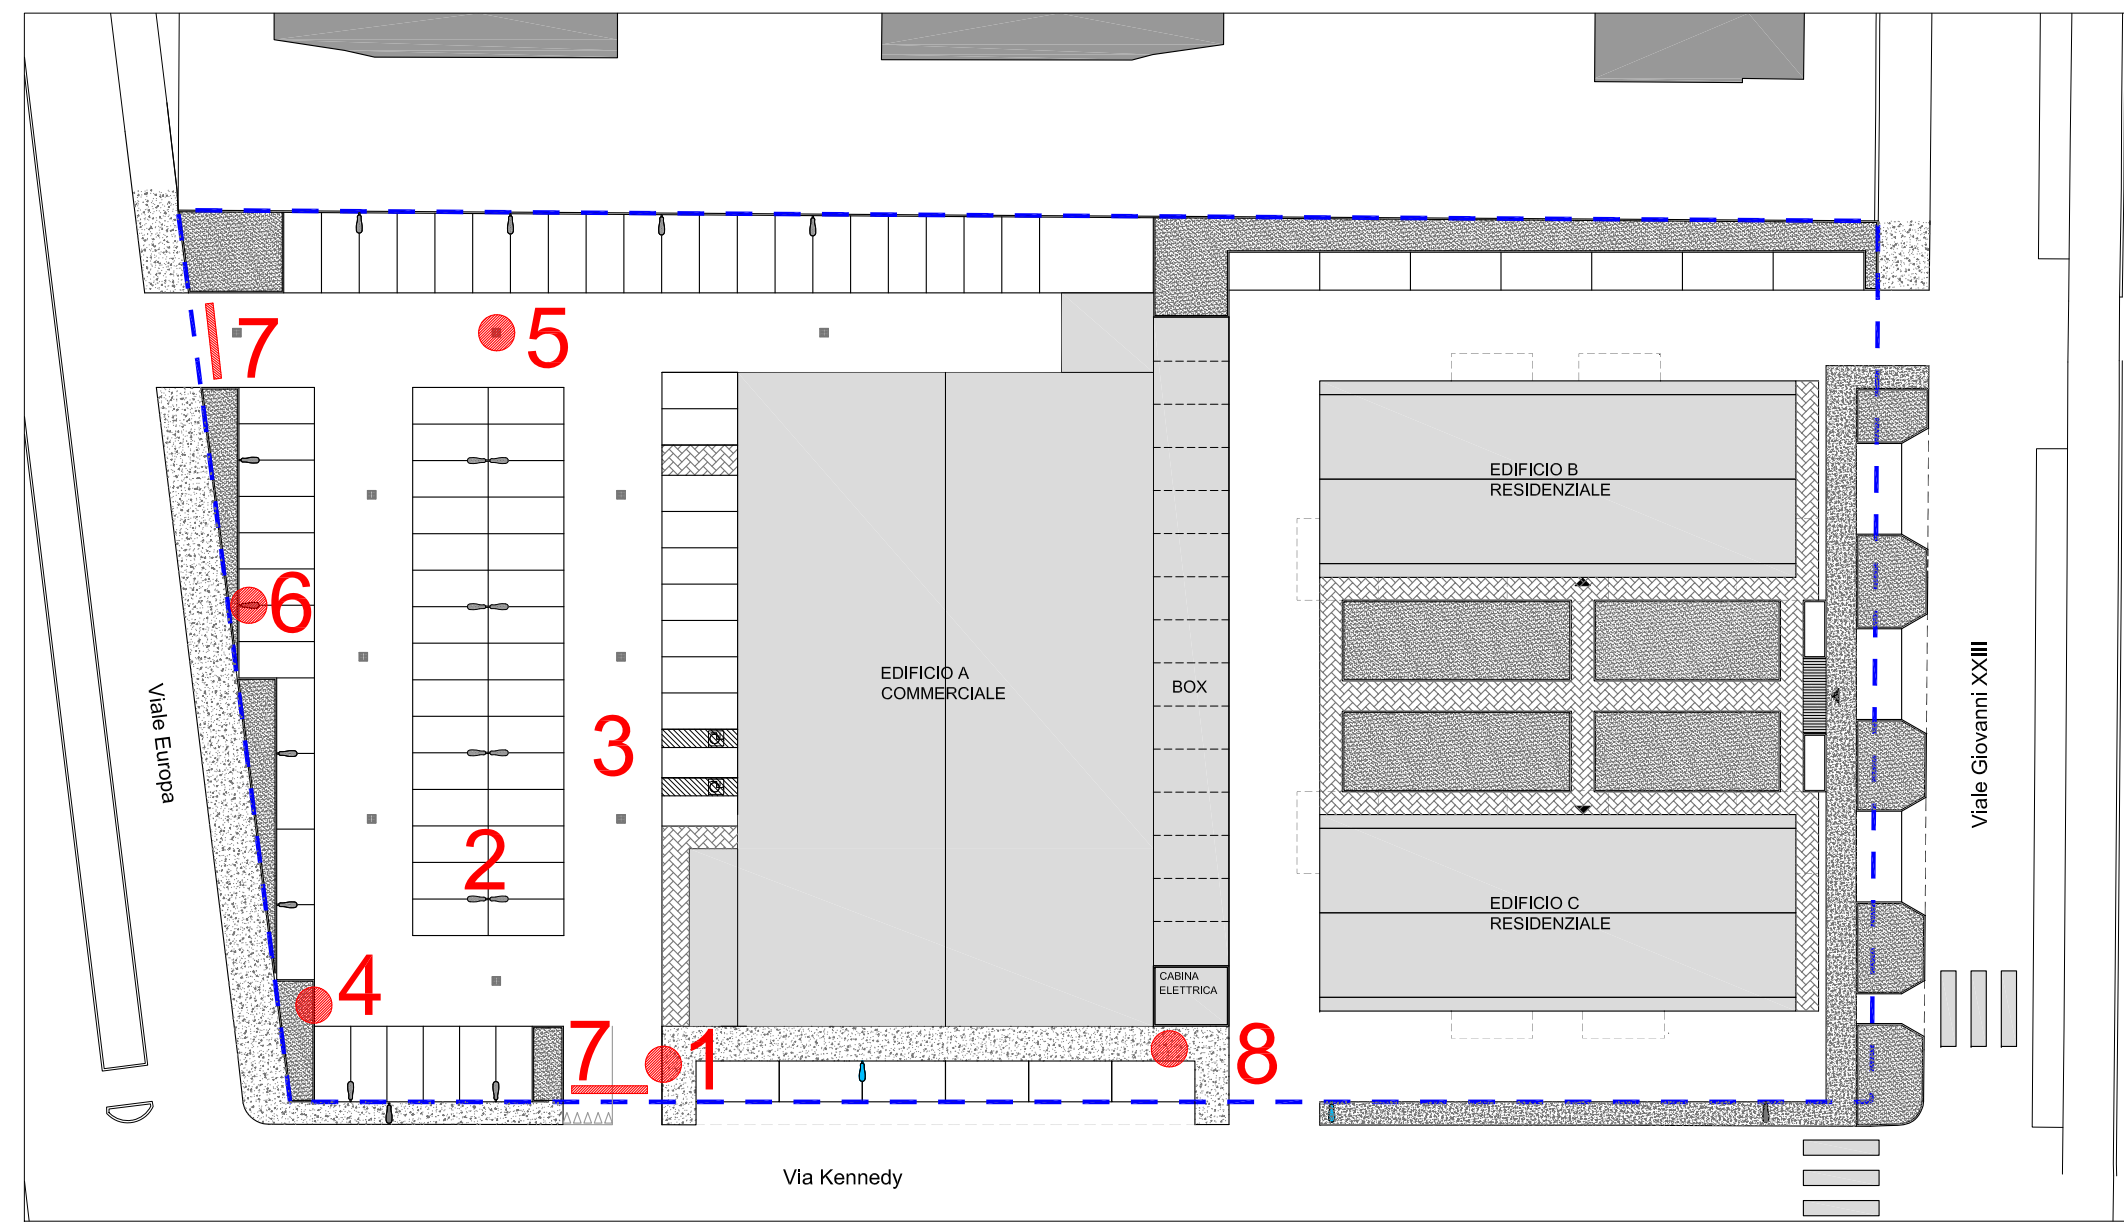 7
5
EDIFICIO B
RESIDENZIALE
6
Viale Europa
EDIFICIO A
COMMERCIALE
BOX
3
Viale Giovanni XXIII
2
EDIFICIO C
RESIDENZIALE
4
CABINA
ELETTRICA
7
1
8
Via Kennedy